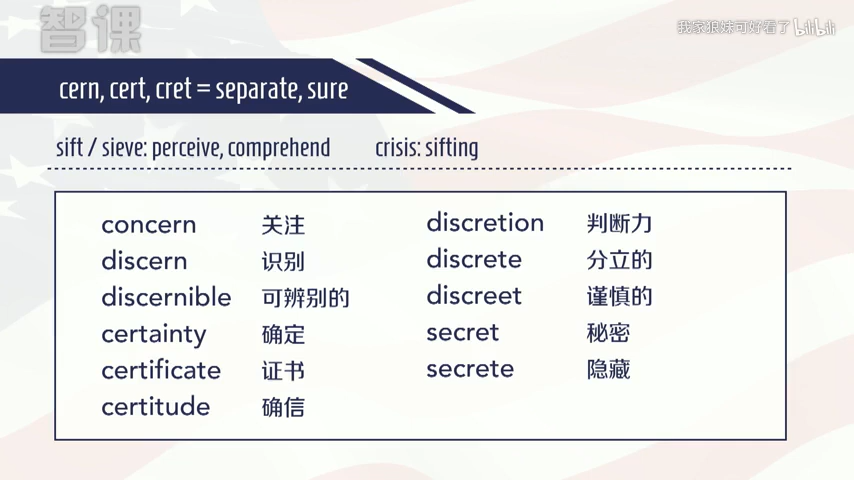 智课
我家狼妹可好看了 bilibili
cern, cert, cret = separate, sure
sift / sieve: perceive, comprehend crisis: sifting
concern 关注
discern 识别
discernible 可辨别的
certainty 确定
certificate 证书
certitude 确信
discretion 判断力
discrete 分立的
discreet 谨慎的
secret 秘密
secrete 隐藏